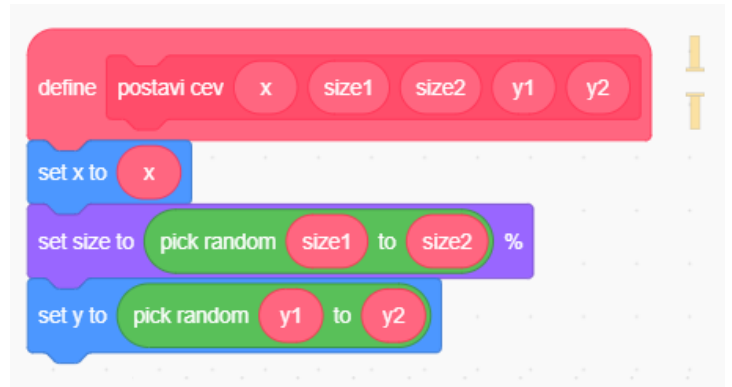 define postavi cev x size1 size2 y1 y2
set x to x
set size to pick random size1 to size2 %
set y to pick random y1 to y2